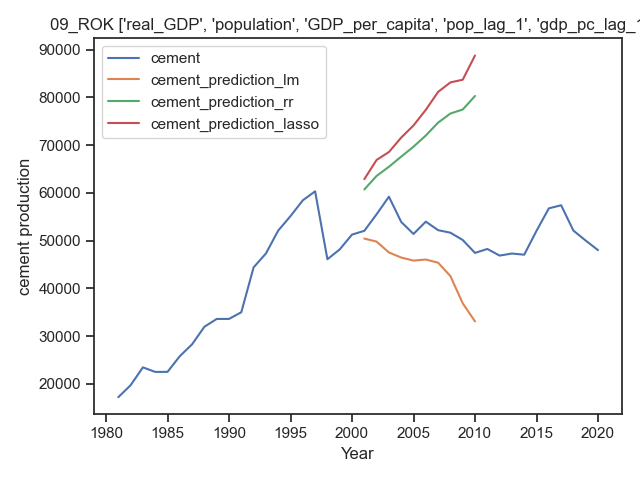 09_ROK ['real_GDP', 'population', 'GDP_per_capita', 'pop_lag_1', 'gdp_pc_lag_1
90000
80000
70000
60000
50000
40000
30000
20000
cement
cement_prediction_lm
cement_prediction_rr
cement_prediction_lasso
cement production
1980
1985
1990
1995
2000
2005
2010
2015
2020
Year